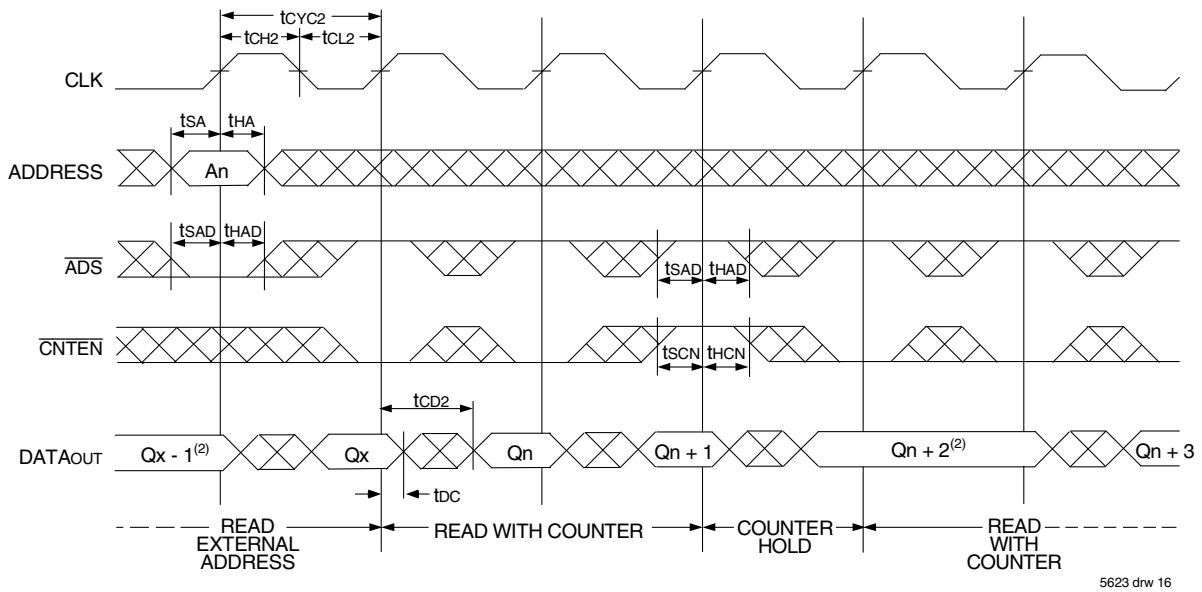 tCYC2
tCH2 tCL2
CLK
tSA tHA
ADDRESS An
tSAD tHAD
ADS
tSAD tHAD
CNTEN
tSCN tHCN
tCD2
DATAOUT Qx - 1(2) Qx Qn Qn + 1 Qn + 2(2) Qn + 3
tDC
READ EXTERNAL ADDRESS
READ WITH COUNTER
COUNTER HOLD
READ WITH COUNTER
5623 drw 16